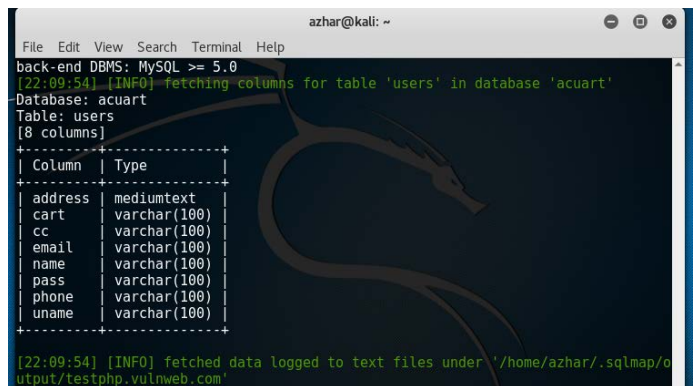 azhar@kali: ~
File Edit View Search Terminal Help
back-end DBMS: MySQL >= 5.0
[22:09:54] [INFO] fetching columns for table 'users' in database 'acuart'
Database: acuart
Table: users
[8 columns]
+---------+--------------+
| Column | Type |
+---------+--------------+
| address | mediumtext |
| cart | varchar(100) |
| cc | varchar(100) |
| email | varchar(100) |
| name | varchar(100) |
| pass | varchar(100) |
| phone | varchar(100) |
| uname | varchar(100) |
+---------+--------------+
[22:09:54] [INFO] fetched data logged to text files under '/home/azhar/.sqlmap/o
utput/testphp.vulnweb.com'